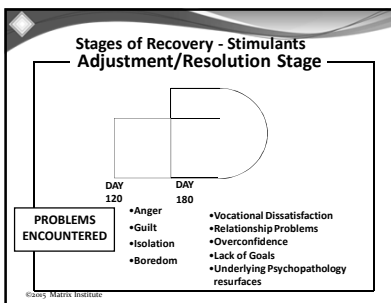 Stages of Recovery - Stimulants
Adjustment/Resolution Stage
DAY
120
DAY
180
PROBLEMS
ENCOUNTERED
•Anger
•Guilt
•Isolation
•Boredom
•Vocational Dissatisfaction
•Relationship Problems
•Overconfidence
•Lack of Goals
•Underlying Psychopathology
resurfaces
©2015 Matrix Institute